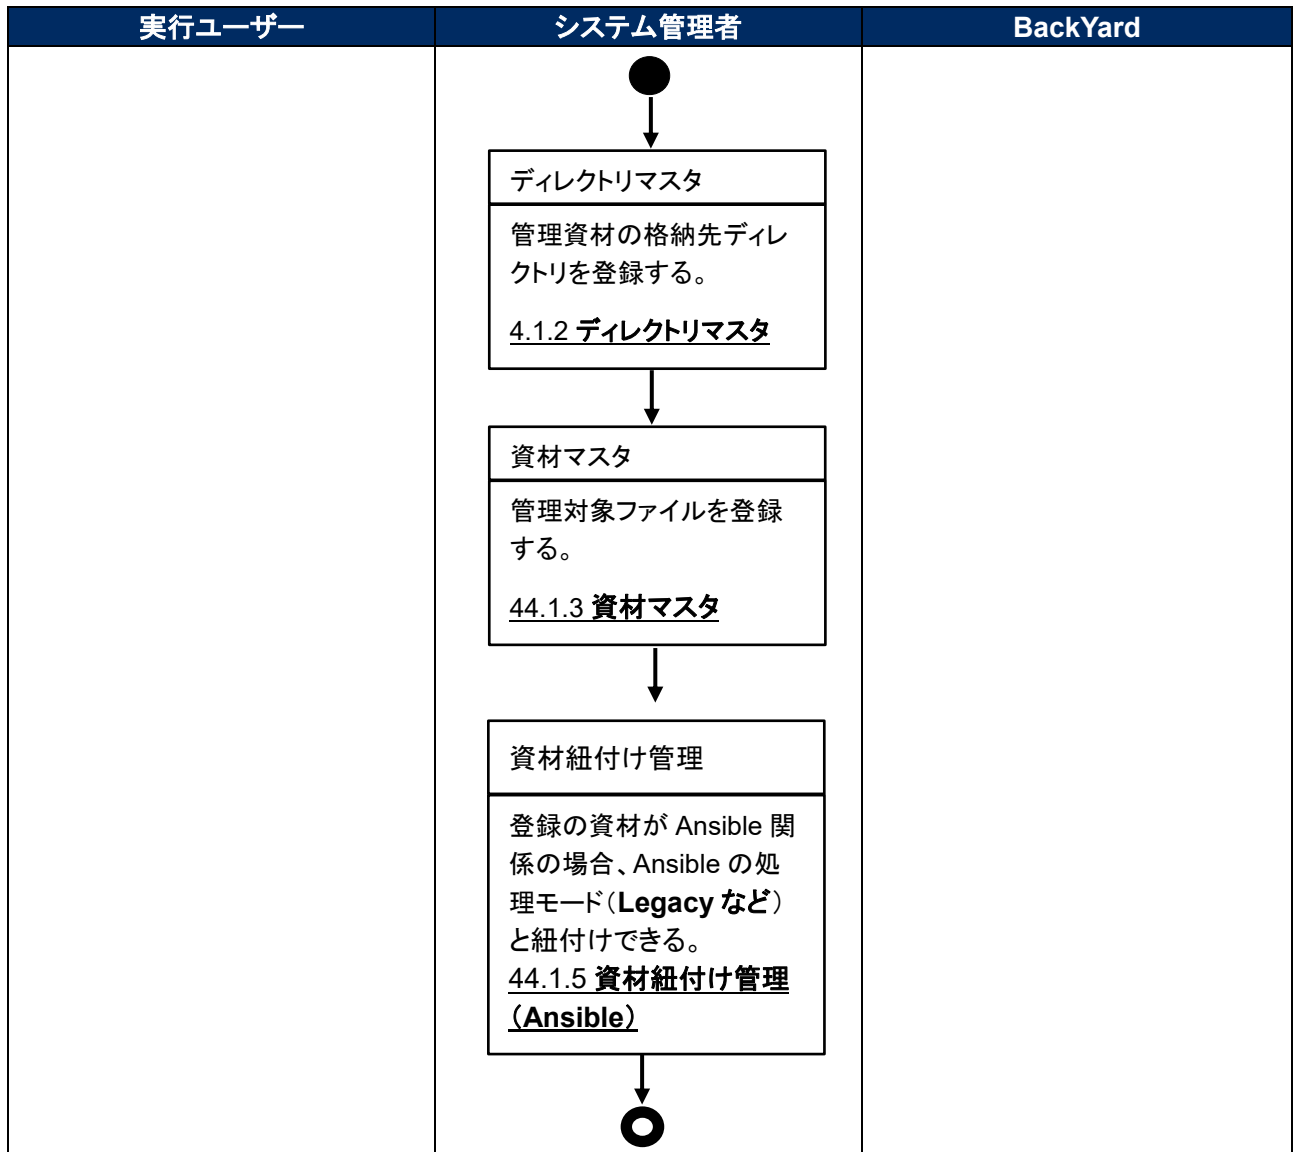 実行ユーザー
システム管理者
BackYard
ディレクトリマスタ
管理資材の格納先ディレ
クトリを登録する。
4.1.2 ディレクトリマスタ
資材マスタ
管理対象ファイルを登録
する。
44.1.3 資材マスタ
資材紐付け管理
登録の資材が Ansible 関
係の場合、Ansible の処
理モード（Legacy など）
と紐付けできる。
44.1.5 資材紐付け管理
（Ansible）